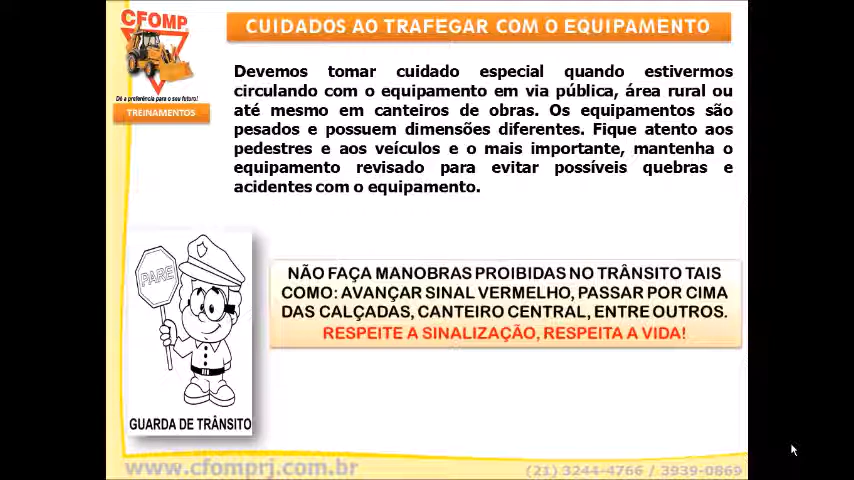 CFOMP
Dê a preferência para o seu futuro!
TREINAMENTOS
CUIDADOS AO TRAFEGAR COM O EQUIPAMENTO
Devemos tomar cuidado especial quando estivermos
circulando com o equipamento em via pública, área rural ou
até mesmo em canteiros de obras. Os equipamentos são
pesados e possuem dimensões diferentes. Fique atento aos
pedestres e aos veículos e o mais importante, mantenha o
equipamento revisado para evitar possíveis quebras e
acidentes com o equipamento.
PARE
GUARDA DE TRÂNSITO
NÃO FAÇA MANOBRAS PROIBIDAS NO TRÂNSITO TAIS
COMO: AVANÇAR SINAL VERMELHO, PASSAR POR CIMA
DAS CALÇADAS, CANTEIRO CENTRAL, ENTRE OUTROS.
RESPEITE A SINALIZAÇÃO, RESPEITA A VIDA!
www.cfomprj.com.br
(21) 3244-4766 / 3939-0869